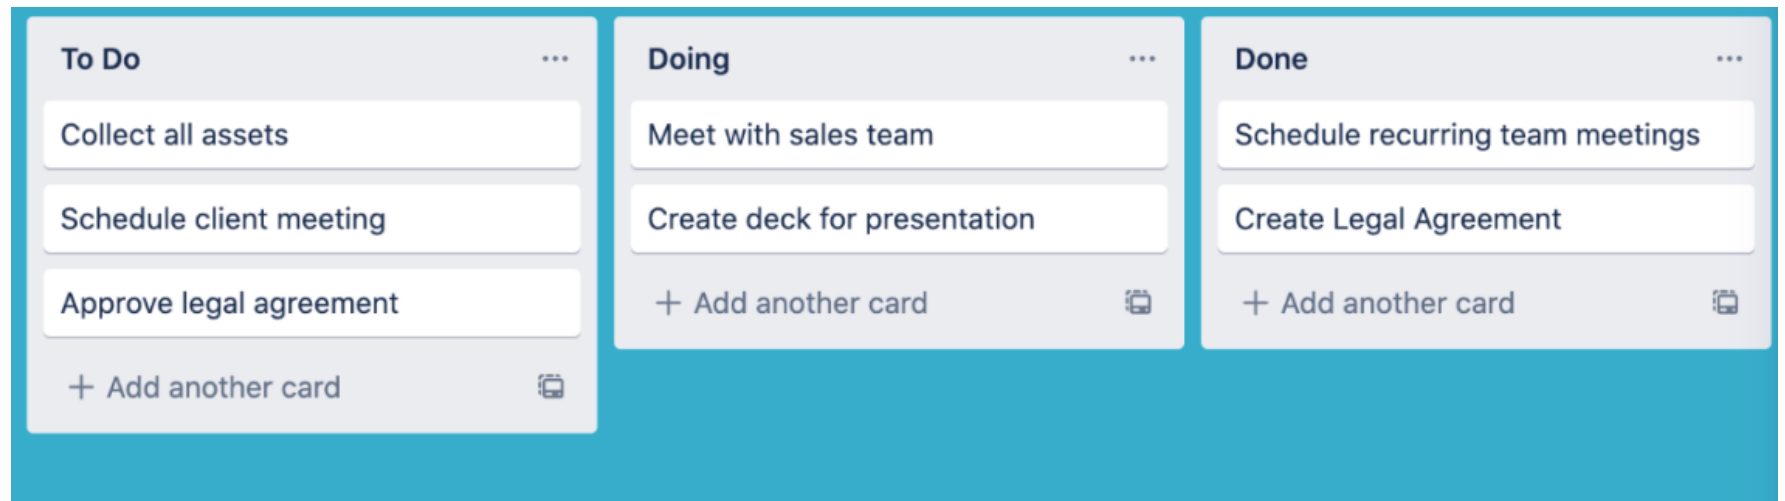 To Do
Collect all assets
Schedule client meeting
Approve legal agreement
+ Add another card
Doing
Meet with sales team
Create deck for presentation
+ Add another card
Done
Schedule recurring team meetings
Create Legal Agreement
+ Add another card